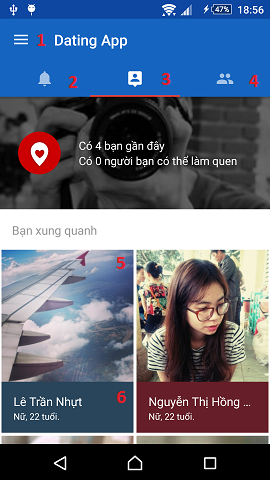 47% 18:56
1 Dating App
2 3 4
Có 4 bạn gần đây
Có 0 người bạn có thể làm quen
Bạn xung quanh
5
Lê Trần Nhựt 6
Nữ, 22 tuổi.
Nguyễn Thị Hồng ...
Nữ, 22 tuổi.